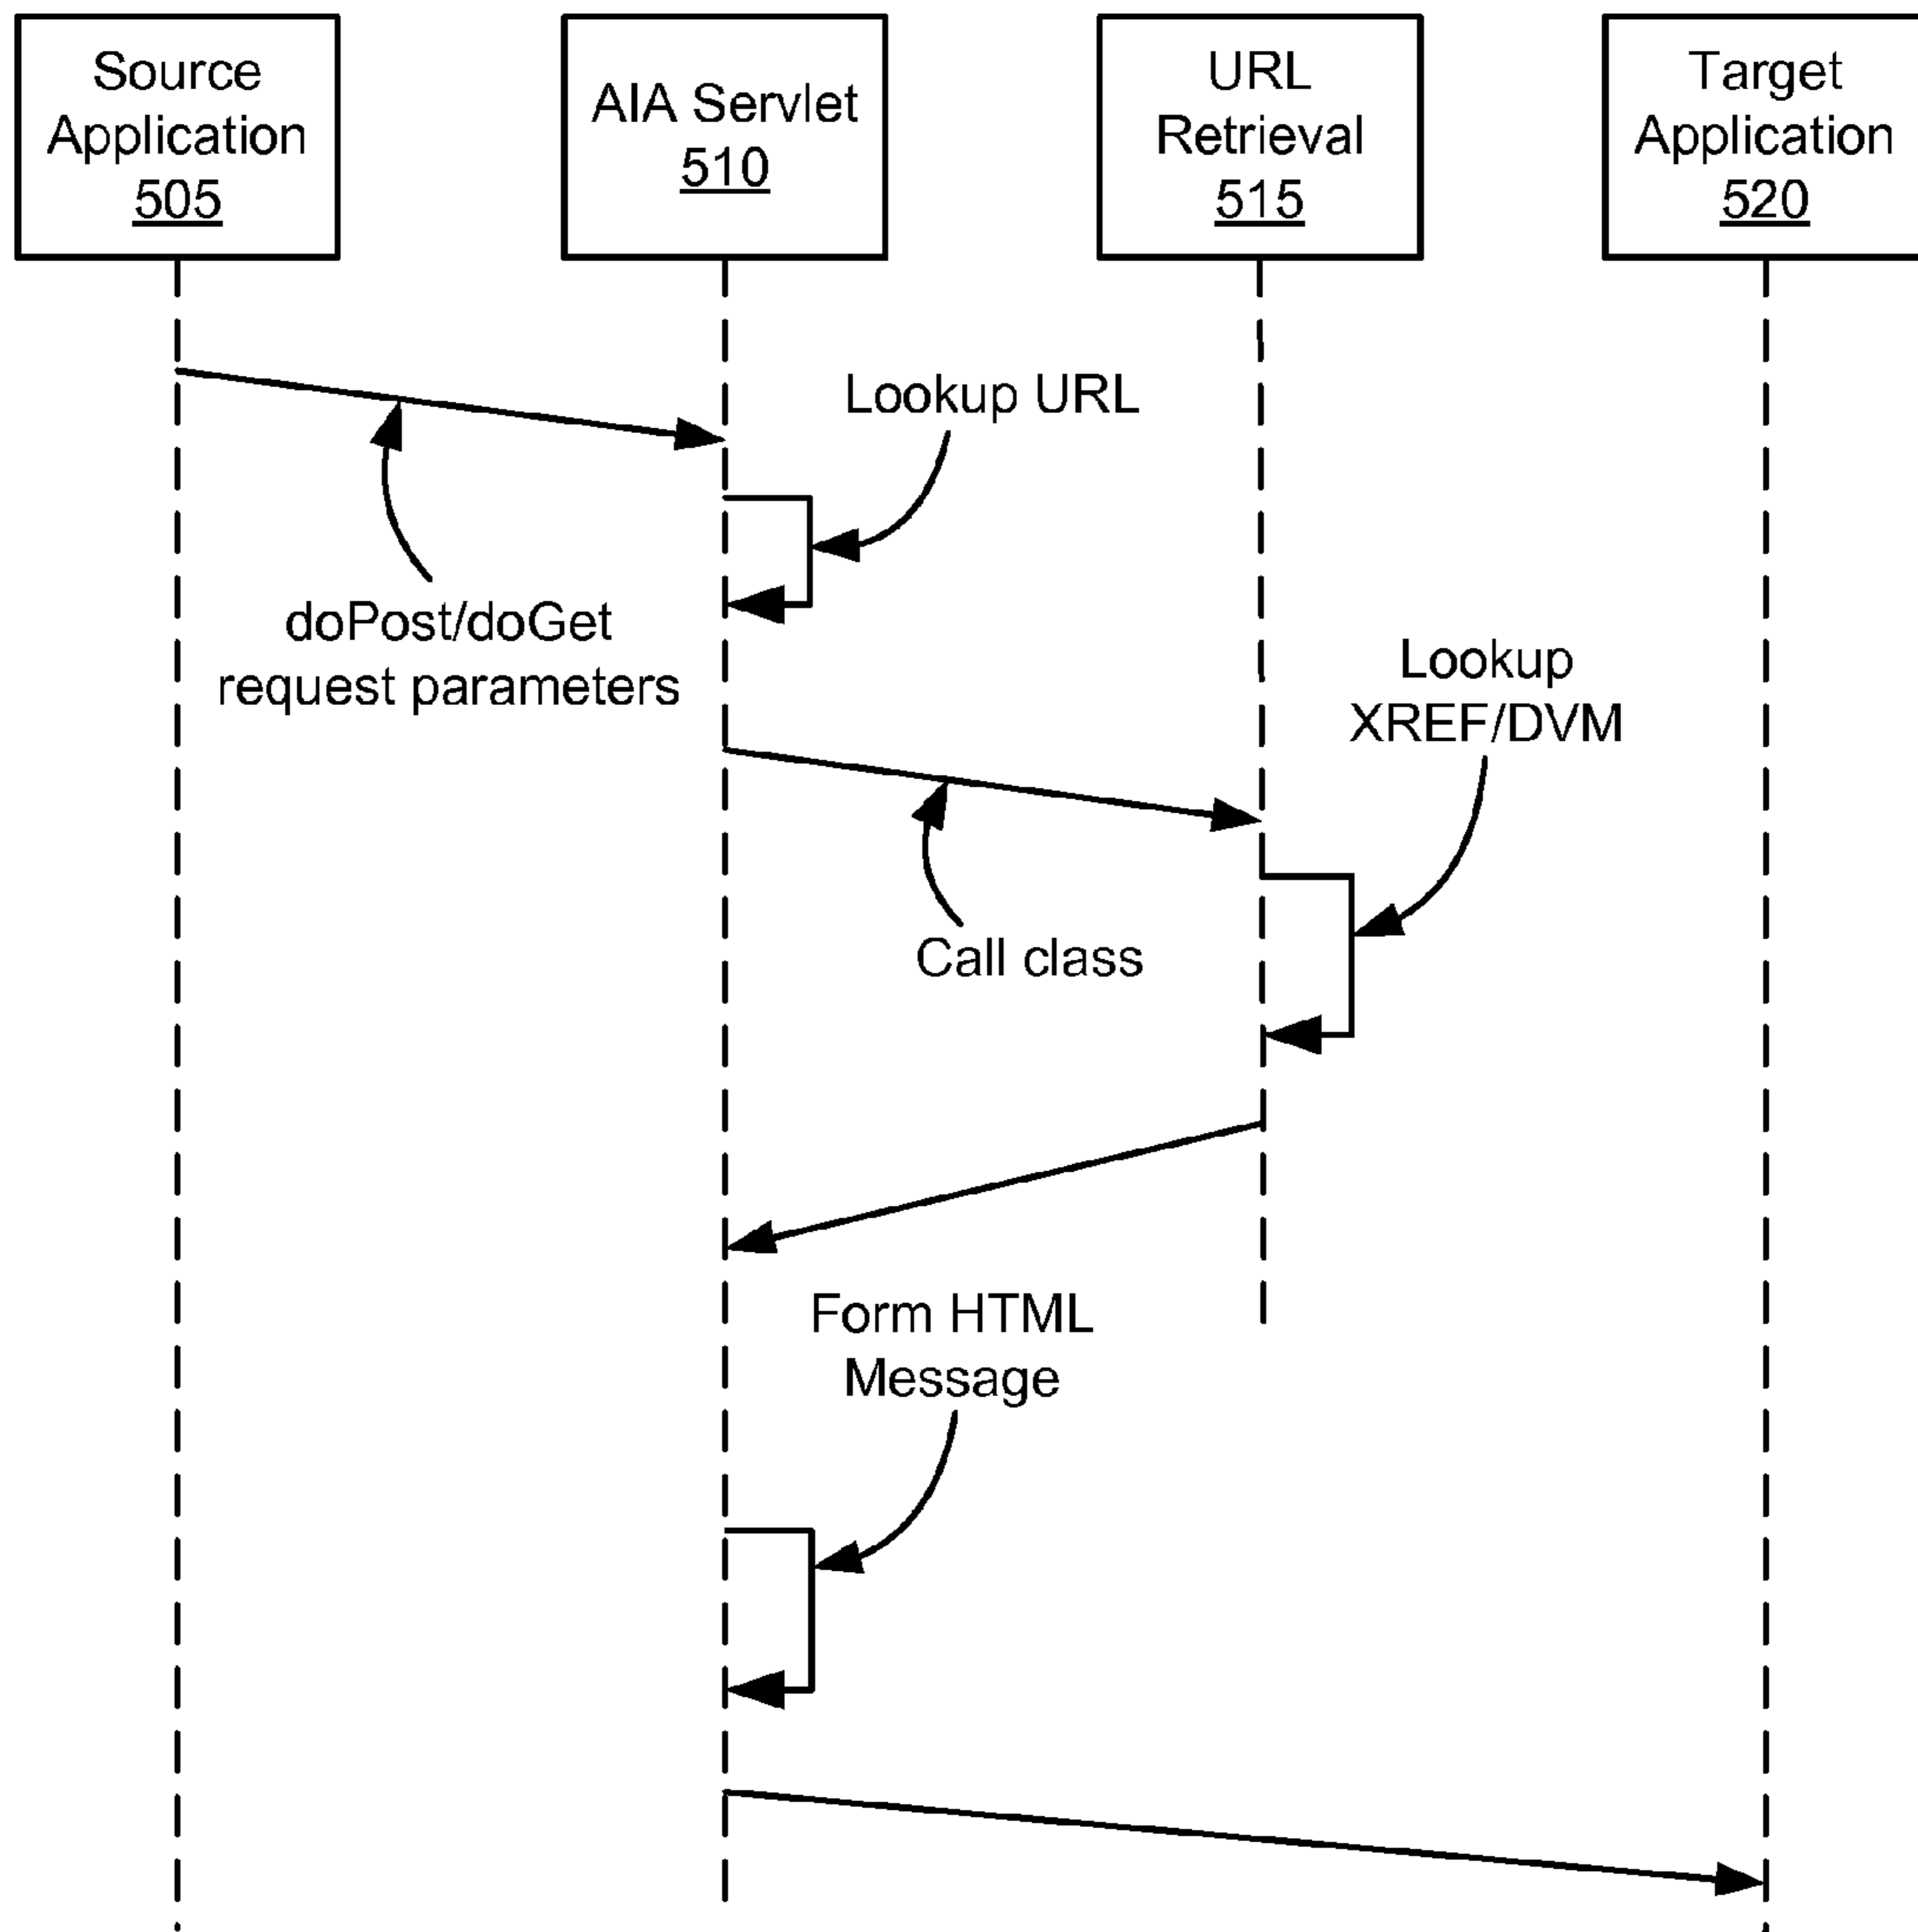 Source
Application
505
AIA Servlet
510
URL
Retrieval
515
Target
Application
520
Lookup URL
doPost/doGet
request parameters
Lookup
XREF/DVM
Call class
Form HTML
Message